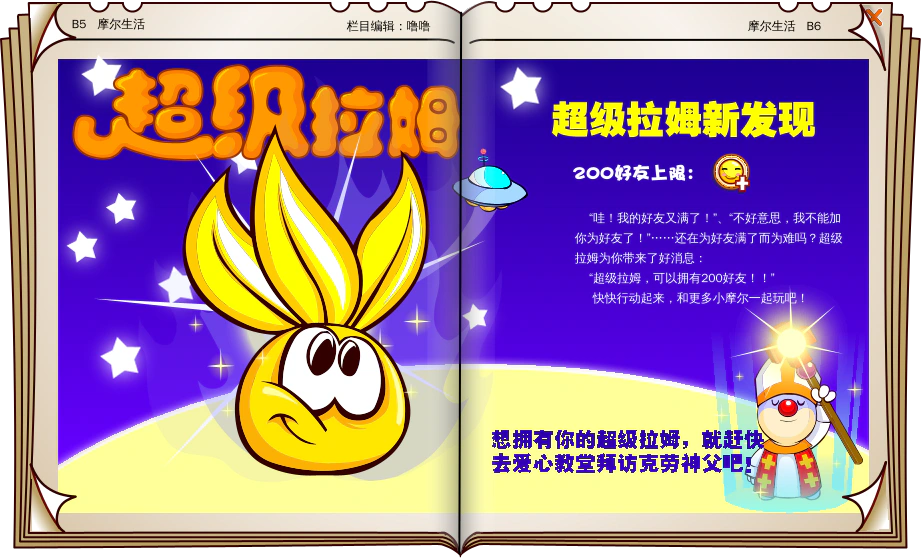 B5 摩尔生活
栏目编辑：噜噜
超级拉姆
摩尔生活 B6
超级拉姆新发现
200好友上限：
“哇！我的好友又满了！”、“不好意思，我不能加
你为好友了！”……还在为好友满了而为难吗？超级
拉姆为你带来了好消息：
“超级拉姆，可以拥有200好友！！”
快快行动起来，和更多小摩尔一起玩吧！
想拥有你的超级拉姆，就赶快
去爱心教堂拜访克劳神父吧！